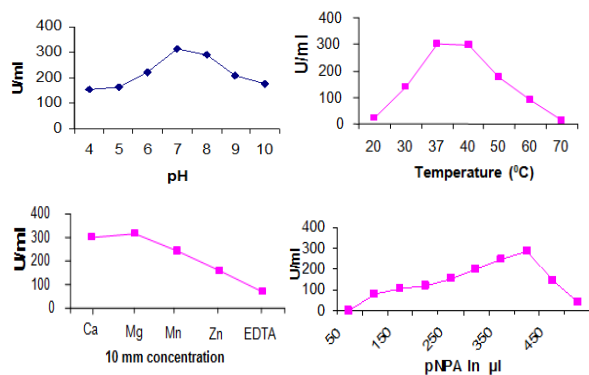 400
300
200
100
0
U/ml
4 5 6 7 8 9 10
pH
400
300
200
100
0
U/ml
20 30 37 40 50 60 70
Temperature (⁰C)
400
300
200
100
0
U/ml
Ca Mg Mn Zn EDTA
10 mm concentration
400
300
200
100
0
U/ml
50 150 250 350 450
pNPA In µl